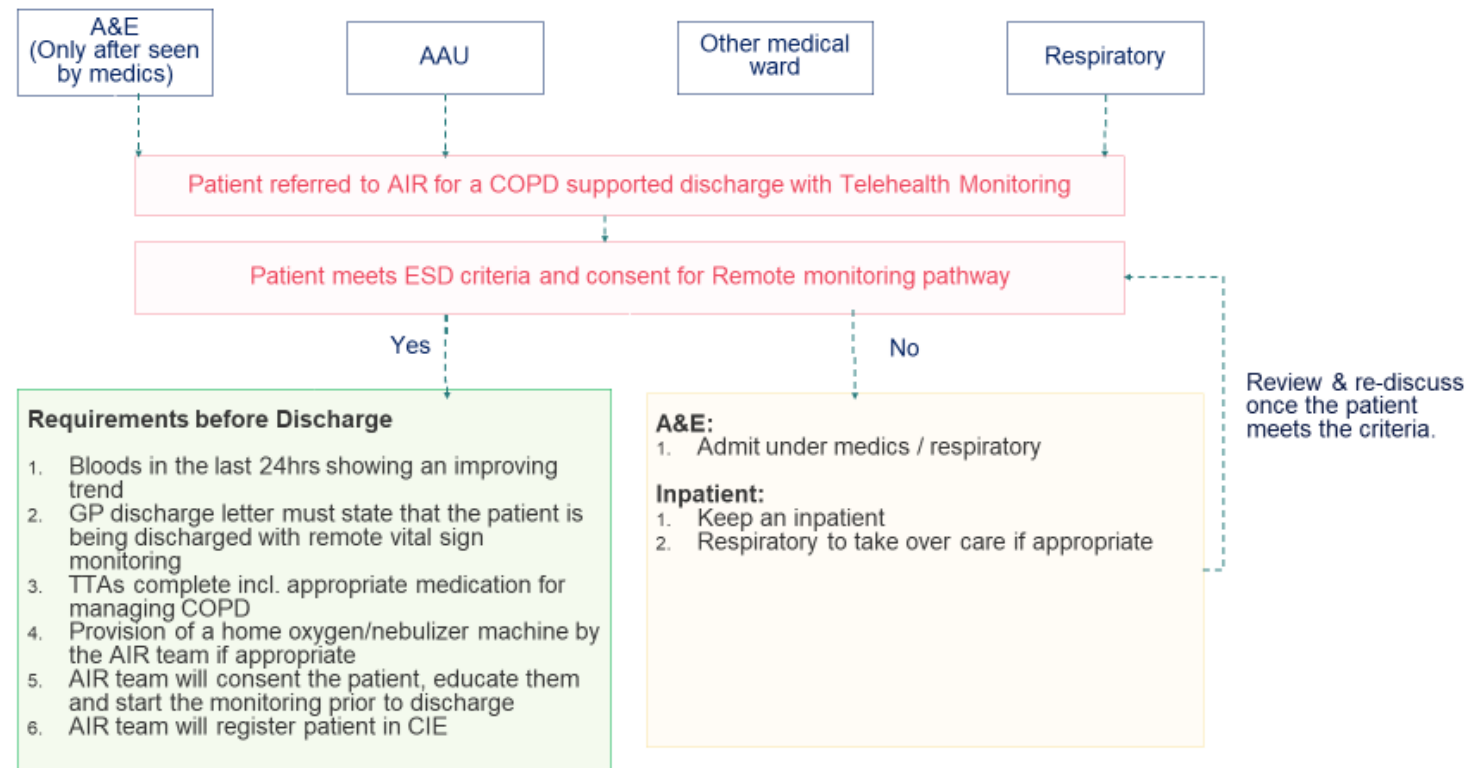 A&E
(Only after seen
by medics)
AAU
Other medical
ward
Respiratory
Patient referred to AIR for a COPD supported discharge with Telehealth Monitoring
Patient meets ESD criteria and consent for Remote monitoring pathway
Yes
No
Requirements before Discharge
1. Bloods in the last 24hrs showing an improving
trend
2. GP discharge letter must state that the patient is
being discharged with remote vital sign
monitoring
3. TTAs complete incl. appropriate medication for
managing COPD
4. Provision of a home oxygen/nebulizer machine by
the AIR team if appropriate
5. AIR team will consent the patient, educate them
and start the monitoring prior to discharge
6. AIR team will register patient in CIE
A&E:
1. Admit under medics / respiratory
Inpatient:
1. Keep an inpatient
2. Respiratory to take over care if appropriate
Review & re-discuss
once the patient
meets the criteria.